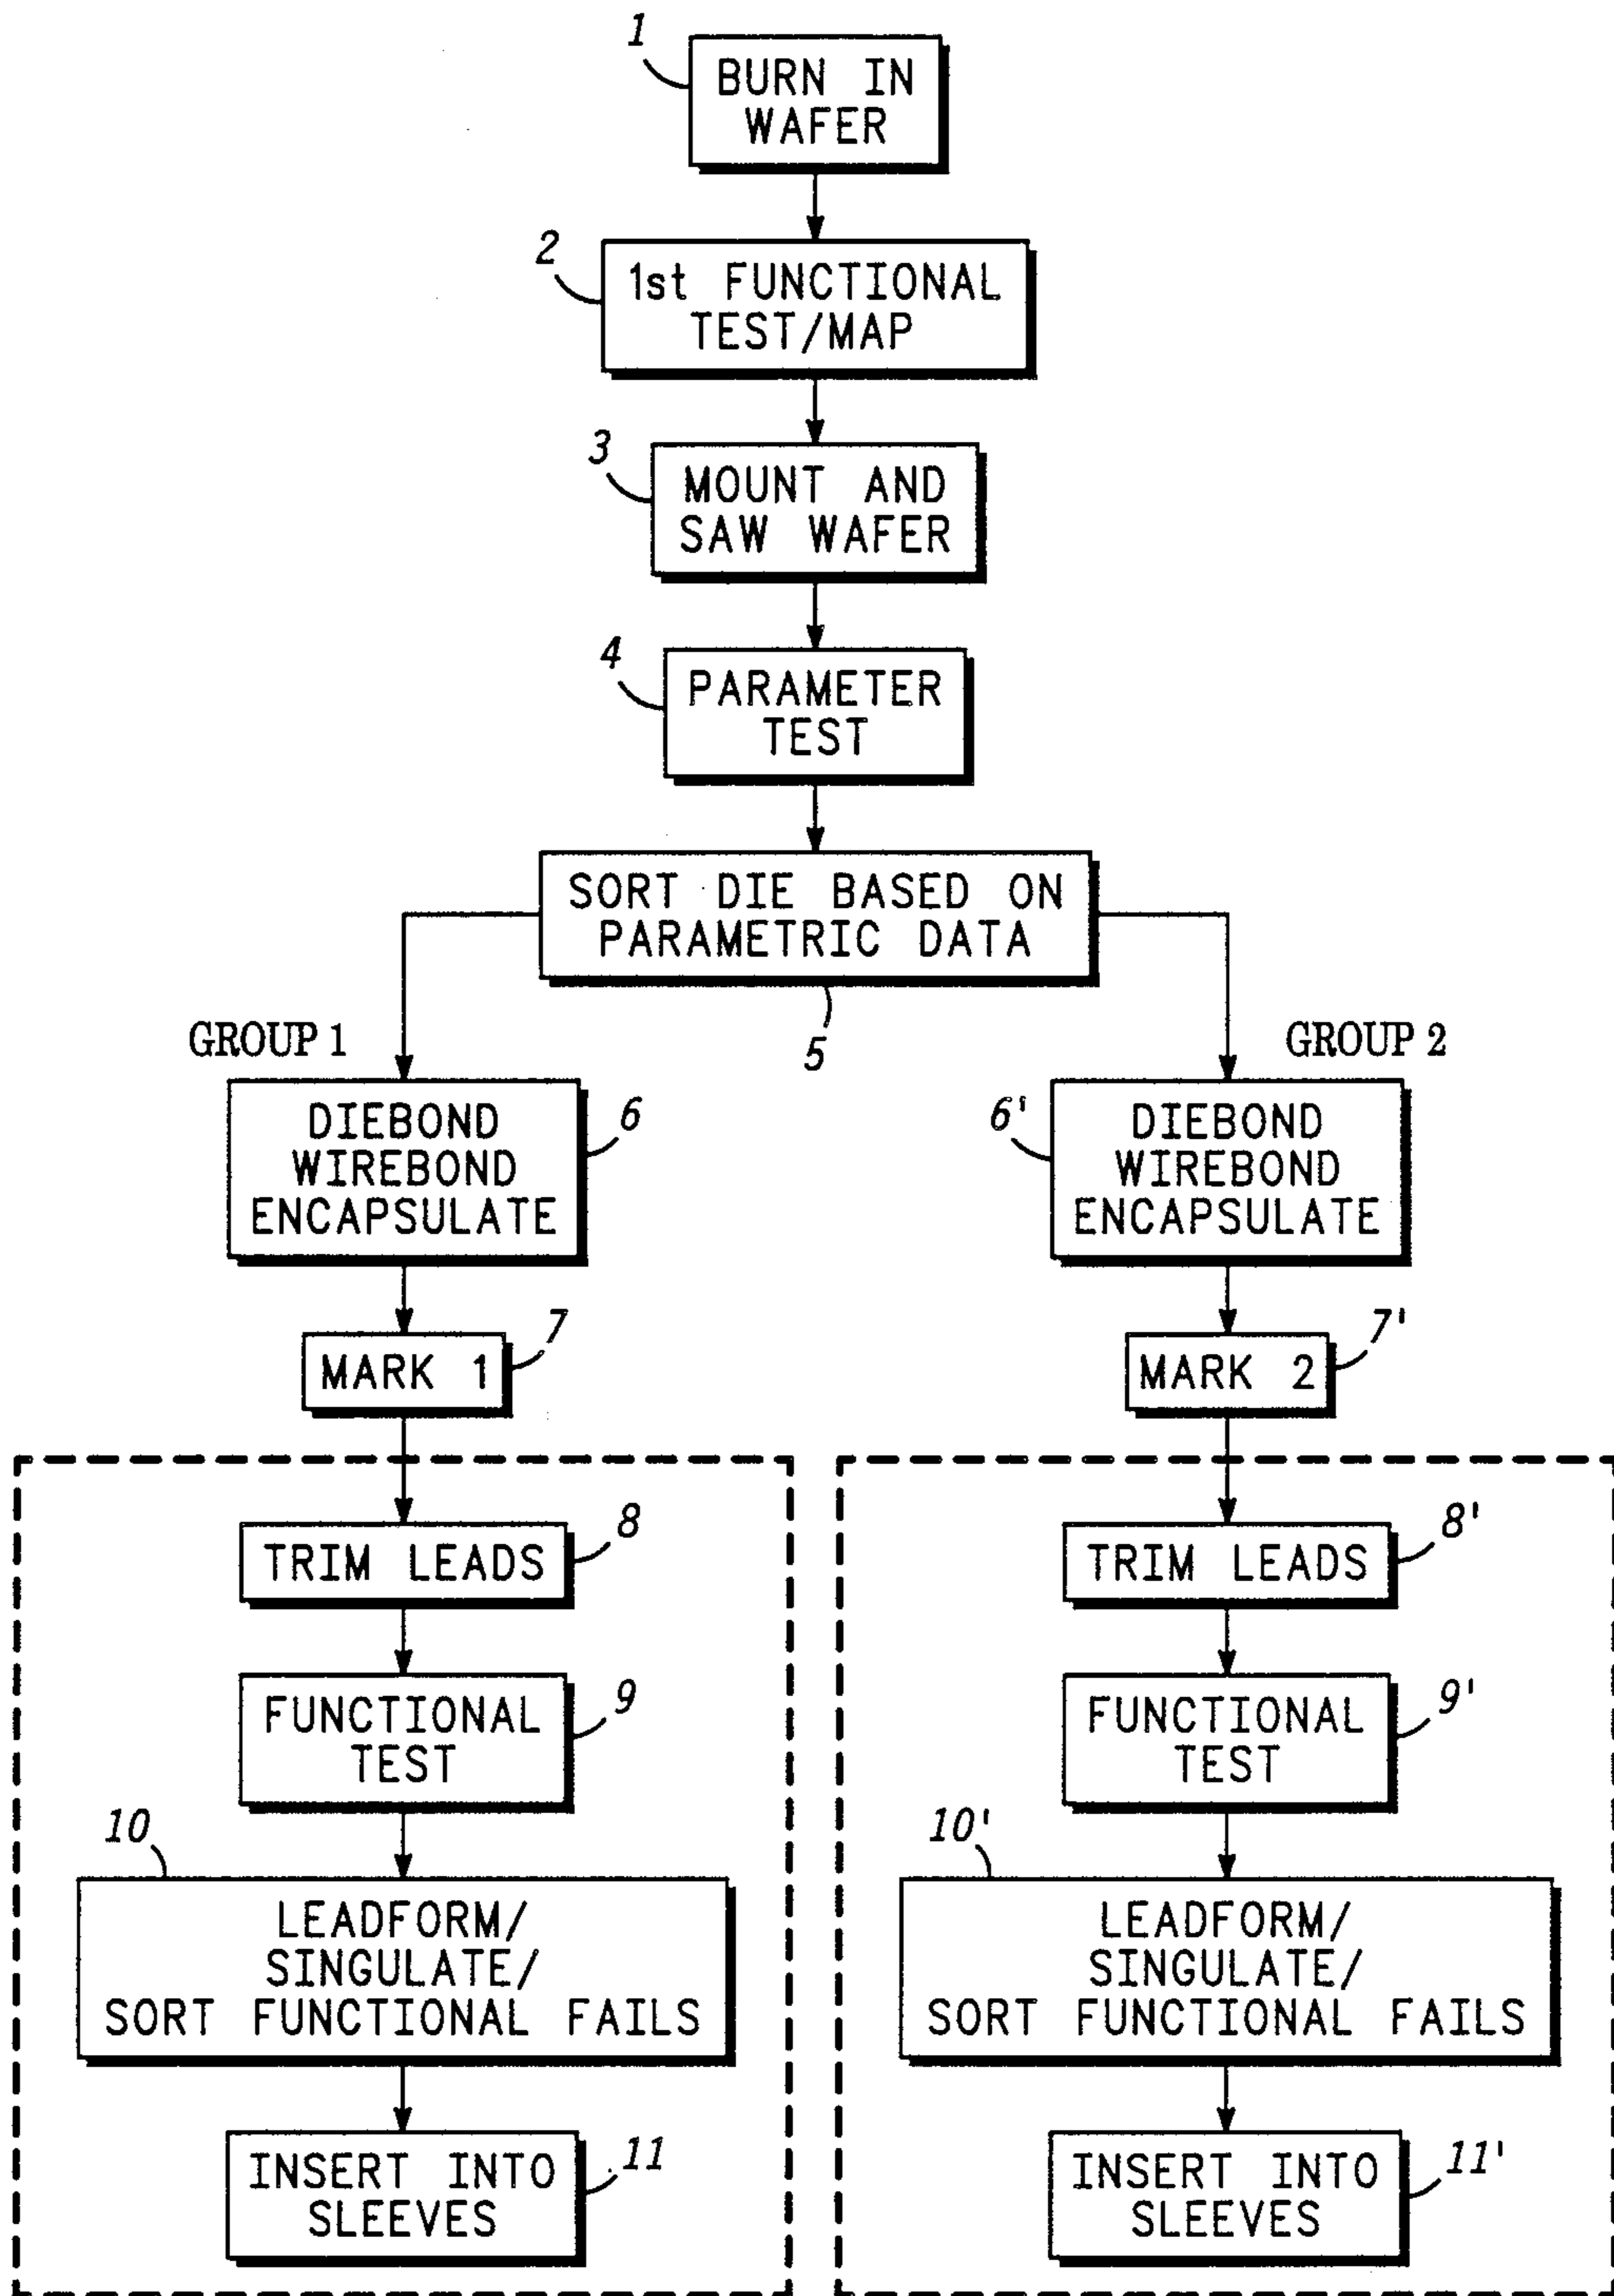 1
BURN IN
WAFER
2
1st FUNCTIONAL
TEST/MAP
3
MOUNT AND
SAW WAFER
4
PARAMETER
TEST
SORT DIE BASED ON
PARAMETRIC DATA
5
GROUP 1
DIEBOND
WIREBOND
ENCAPSULATE
6
MARK 1
7
TRIM LEADS
8
FUNCTIONAL
TEST
9
10
LEADFORM/
SINGULATE/
SORT FUNCTIONAL FAILS
INSERT INTO
SLEEVES
11
GROUP 2
6'
DIEBOND
WIREBOND
ENCAPSULATE
7'
MARK 2
8'
TRIM LEADS
9'
FUNCTIONAL
TEST
10'
LEADFORM/
SINGULATE/
SORT FUNCTIONAL FAILS
INSERT INTO
SLEEVES
11'